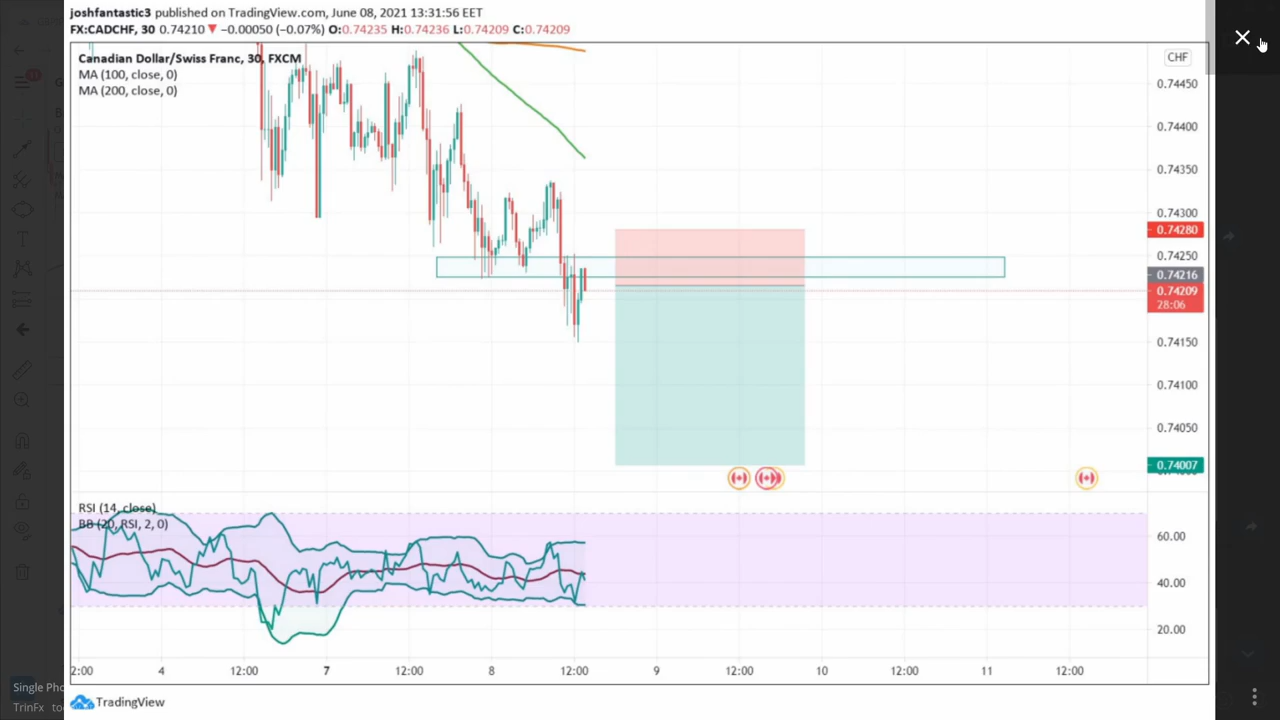 joshfantastic3 published on TradingView.com, June 08, 2021 13:31:56 EET
FX:CADCHF, 30 0.74210 ▼ −0.00050 (−0.07%) O:0.74235 H:0.74236 L:0.74209 C:0.74209
Canadian Dollar/Swiss Franc, 30, FXCM
MA (100, close, 0)
MA (200, close, 0)
CHF
0.74450
0.74400
0.74350
0.74300
0.74280
0.74250
0.74216
0.74209
28:06
0.74150
0.74100
0.74050
0.74007
RSI (14, close)
BB (20, RSI, 2, 0)
60.00
40.00
20.00
2:00 4 12:00 7 12:00 8 12:00 9 12:00 10 12:00 11 12:00
Single Pho
TrinFx
TradingView